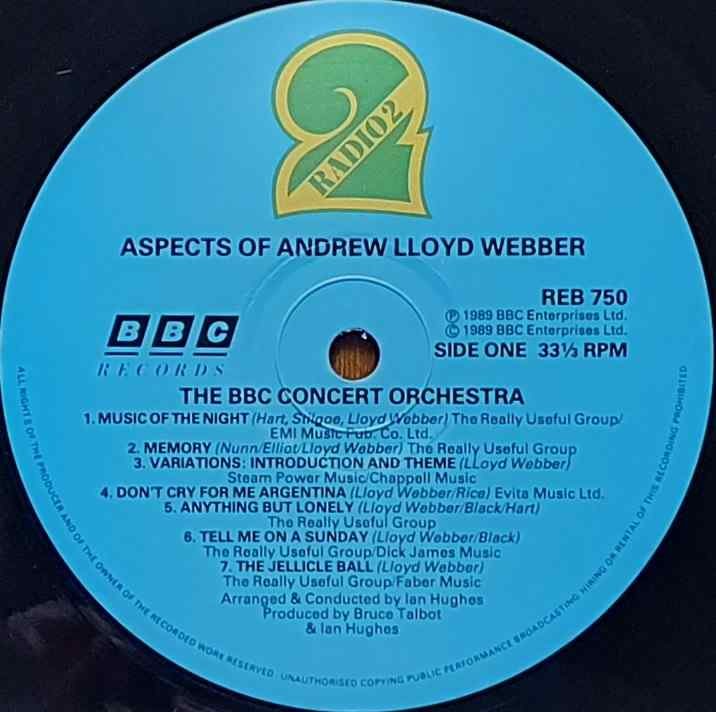 RADIO 2
ASPECTS OF ANDREW LLOYD WEBBER
REB 750
Ⓟ 1989 BBC Enterprises Ltd.
© 1989 BBC Enterprises Ltd.
SIDE ONE 33⅓ RPM
BBC
RECORDS
THE BBC CONCERT ORCHESTRA
1. MUSIC OF THE NIGHT (Hart, Stilgoe, Lloyd Webber) The Really Useful Group/
EMI Music Pub. Co. Ltd.
2. MEMORY (Nunn/Elliot/Lloyd Webber) The Really Useful Group
3. VARIATIONS: INTRODUCTION AND THEME (LLoyd Webber)
Steam Power Music/Chappell Music
4. DON'T CRY FOR ME ARGENTINA (Lloyd Webber/Rice) Evita Music Ltd.
5. ANYTHING BUT LONELY (Lloyd Webber/Black/Hart)
The Really Useful Group
6. TELL ME ON A SUNDAY (Lloyd Webber/Black)
The Really Useful Group/Dick James Music
7. THE JELLICLE BALL (Lloyd Webber)
The Really Useful Group/Faber Music
Arranged & Conducted by Ian Hughes
Produced by Bruce Talbot
& Ian Hughes
ALL RIGHTS OF THE PRODUCER AND OF THE OWNER OF THE RECORDED WORK RESERVED. UNAUTHORISED COPYING PUBLIC PERFORMANCE BROADCASTING HIRING OR RENTAL OF THIS RECORDING PROHIBITED